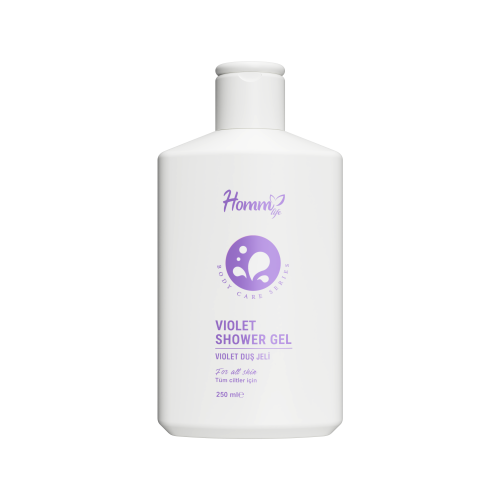 Homm
life
BODY CARE SERIES
VIOLET
SHOWER GEL
VIOLET DUŞ JELİ
For all skin
Tüm ciltler için
250 ml℮